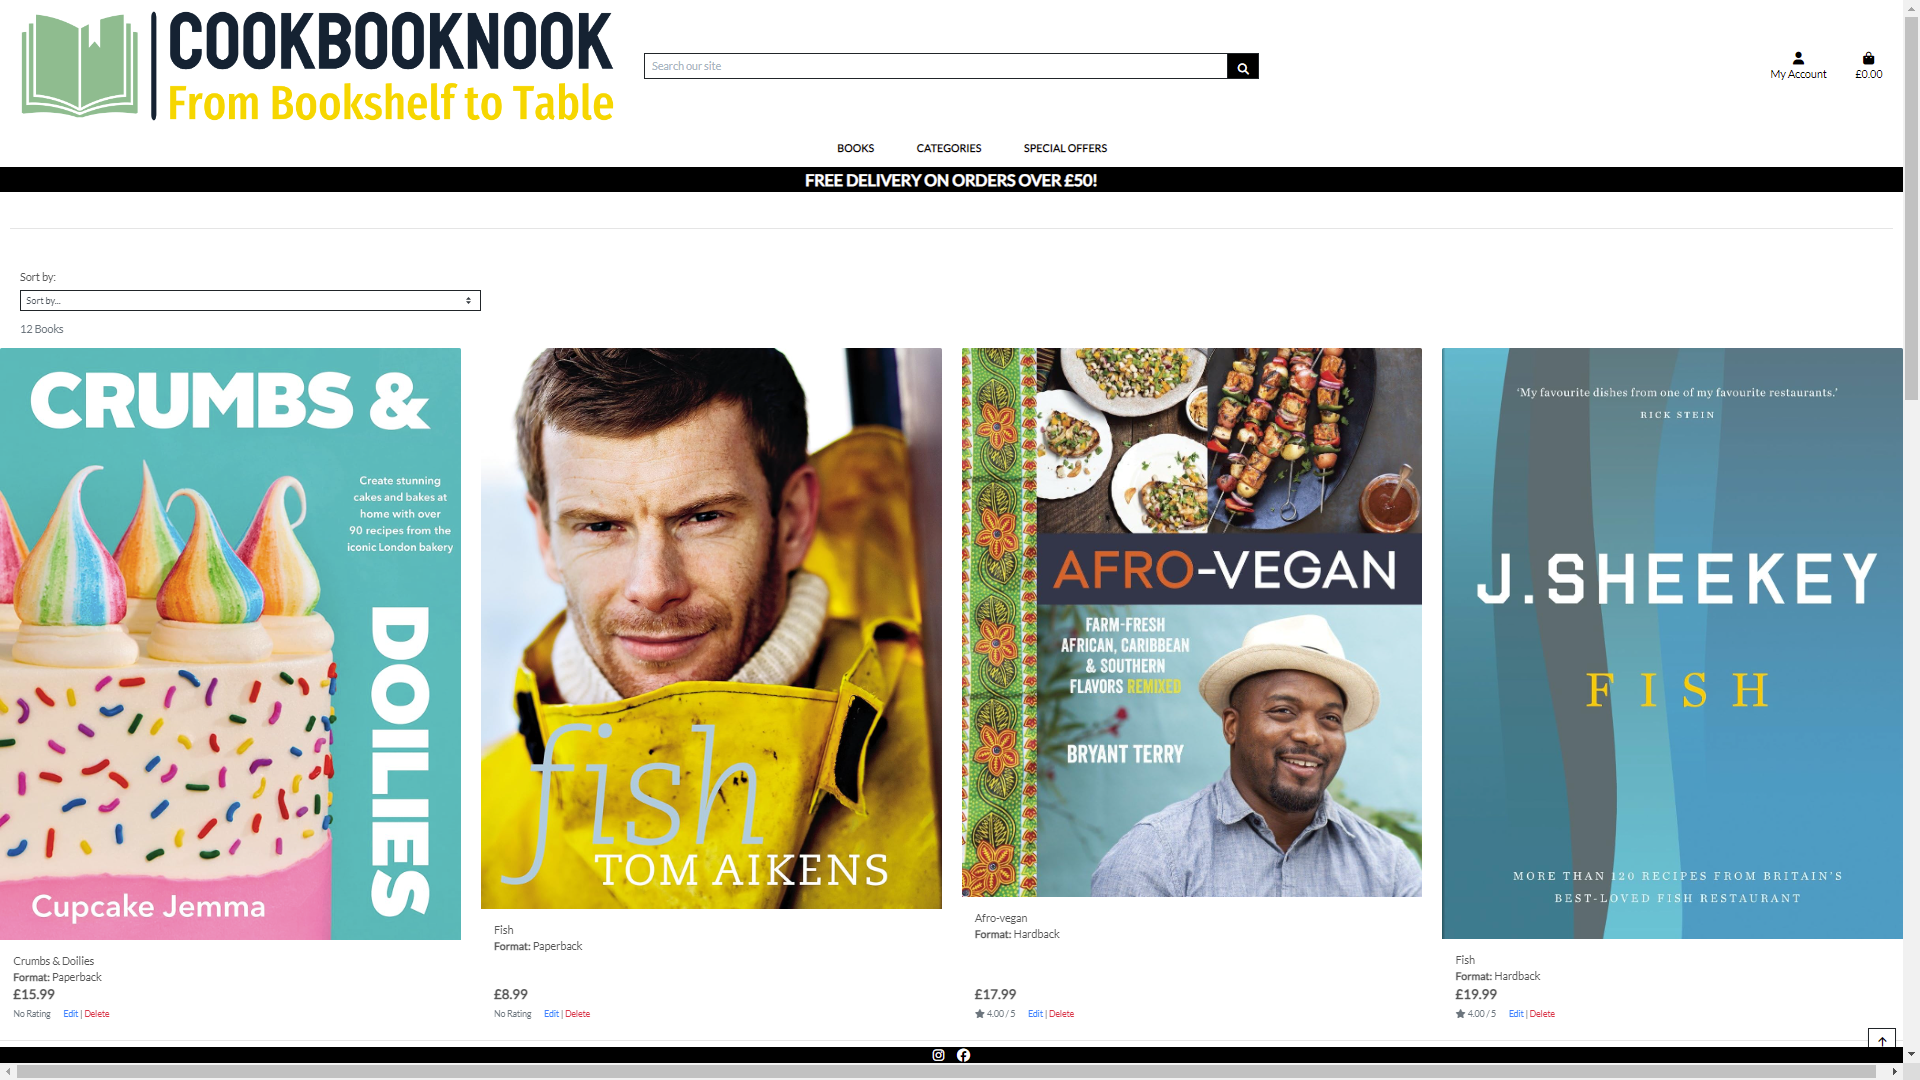 COOKBOOKNOOK
From Bookshelf to Table
Search our site
My Account
£0.00
BOOKS
CATEGORIES
SPECIAL OFFERS
FREE DELIVERY ON ORDERS OVER £50!
Sort by:
Sort by...
12 Books
CRUMBS &
DOILIES
Create stunning
cakes and bakes at
home with over
90 recipes from the
iconic London bakery
Cupcake Jemma
Crumbs & Doilies
Format: Paperback
£15.99
No Rating Edit | Delete
fish
TOM AIKENS
Fish
Format: Paperback
£8.99
No Rating Edit | Delete
AFRO-VEGAN
FARM-FRESH
AFRICAN, CARIBBEAN
& SOUTHERN
FLAVORS REMIXED
BRYANT TERRY
Afro-vegan
Format: Hardback
£17.99
4.00 / 5 Edit | Delete
'My favourite dishes from one of my favourite restaurants.'
RICK STEIN
J.SHEEKEY
FISH
MORE THAN 120 RECIPES FROM BRITAIN'S
BEST-LOVED FISH RESTAURANT
Fish
Format: Hardback
£19.99
4.00 / 5 Edit | Delete